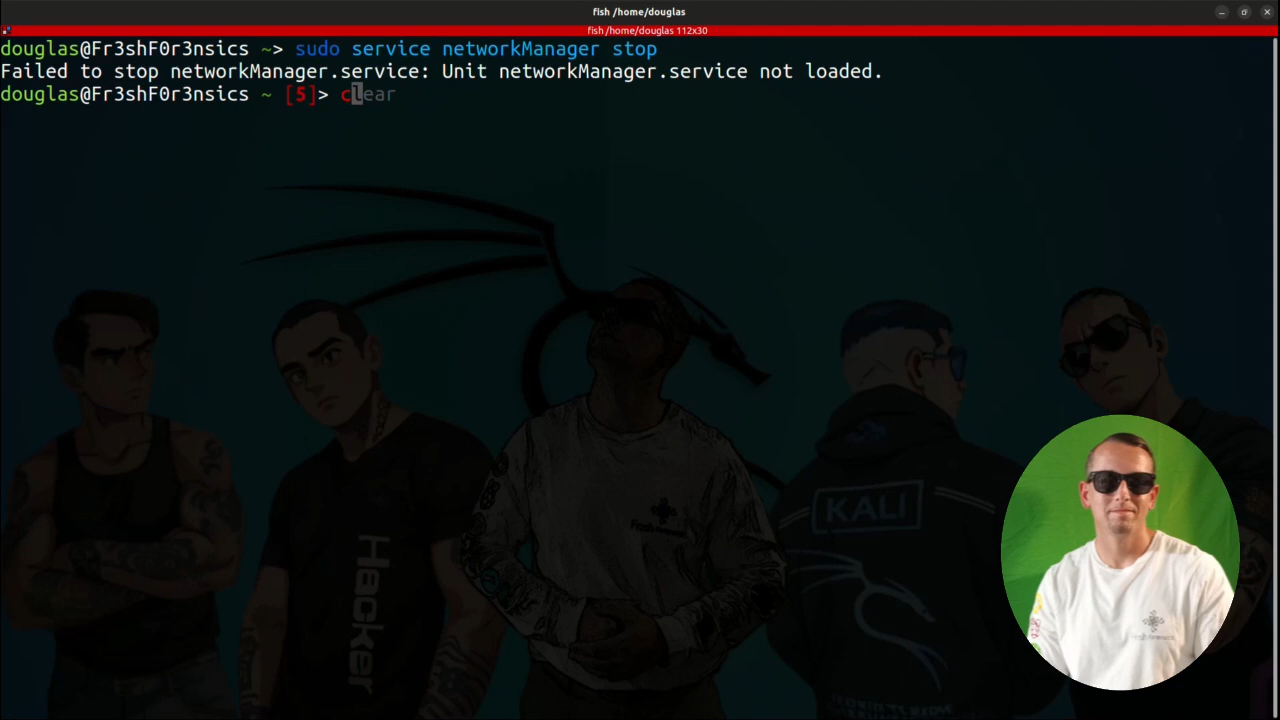 fish /home/douglas
fish /home/douglas 112x30
douglas@Fr3shF0r3nsics ~> sudo service networkManager stop
Failed to stop networkManager.service: Unit networkManager.service not loaded.
douglas@Fr3shF0r3nsics ~ [5]> clear
KALI
Hacker